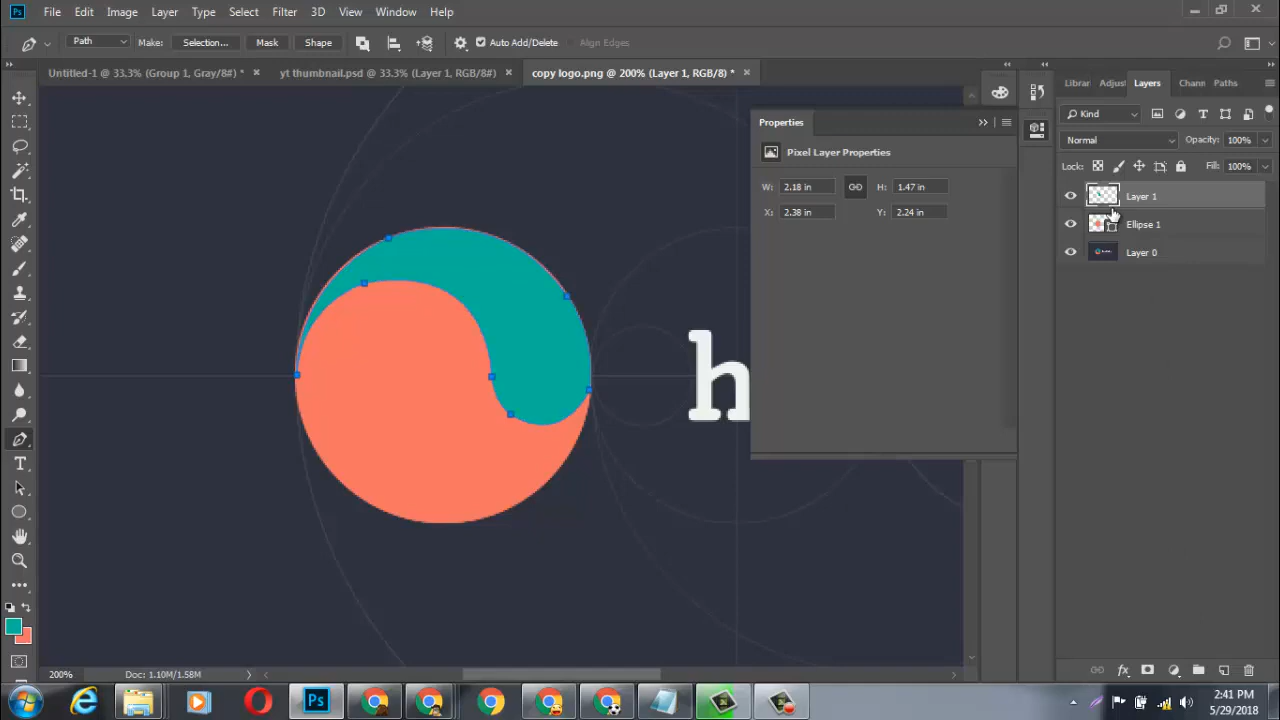 Ps File Edit Image Layer Type Select Filter 3D View Window Help
Path Make: Selection... Mask Shape Auto Add/Delete Align Edges
Untitled-1 @ 33.3% (Group 1, Gray/8#) * yt thumbnail.psd @ 33.3% (Layer 1, RGB/8#) copy logo.png @ 200% (Layer 1, RGB/8) *
Librar Adjust Layers Chann Paths
Properties
Kind
Pixel Layer Properties
Normal Opacity: 100%
Lock: Fill: 100%
W: 2.18 in H: 1.47 in
X: 2.38 in Y: 2.24 in
Layer 1
Ellipse 1
Layer 0
h
200% Doc: 1.10M/1.58M
Ps
2:41 PM
5/29/2018